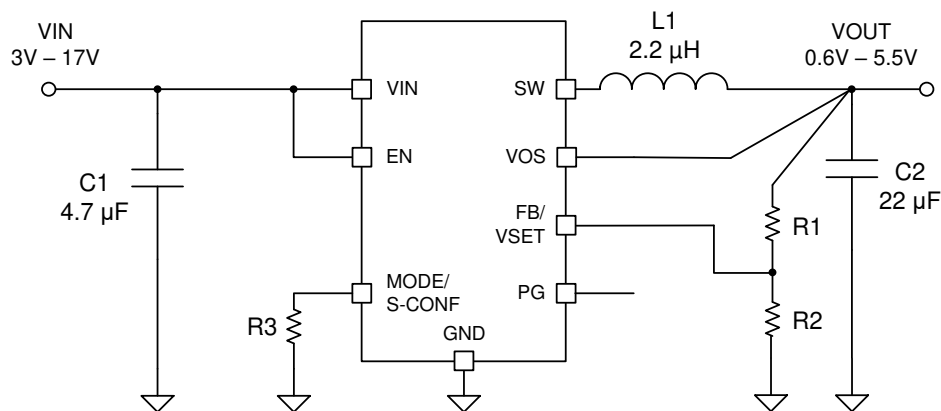 VIN
3V – 17V
C1
4.7 µF
R3
VIN
EN
MODE/
S-CONF
GND
SW
VOS
FB/
VSET
PG
L1
2.2 µH
VOUT
0.6V – 5.5V
R1
R2
C2
22 µF